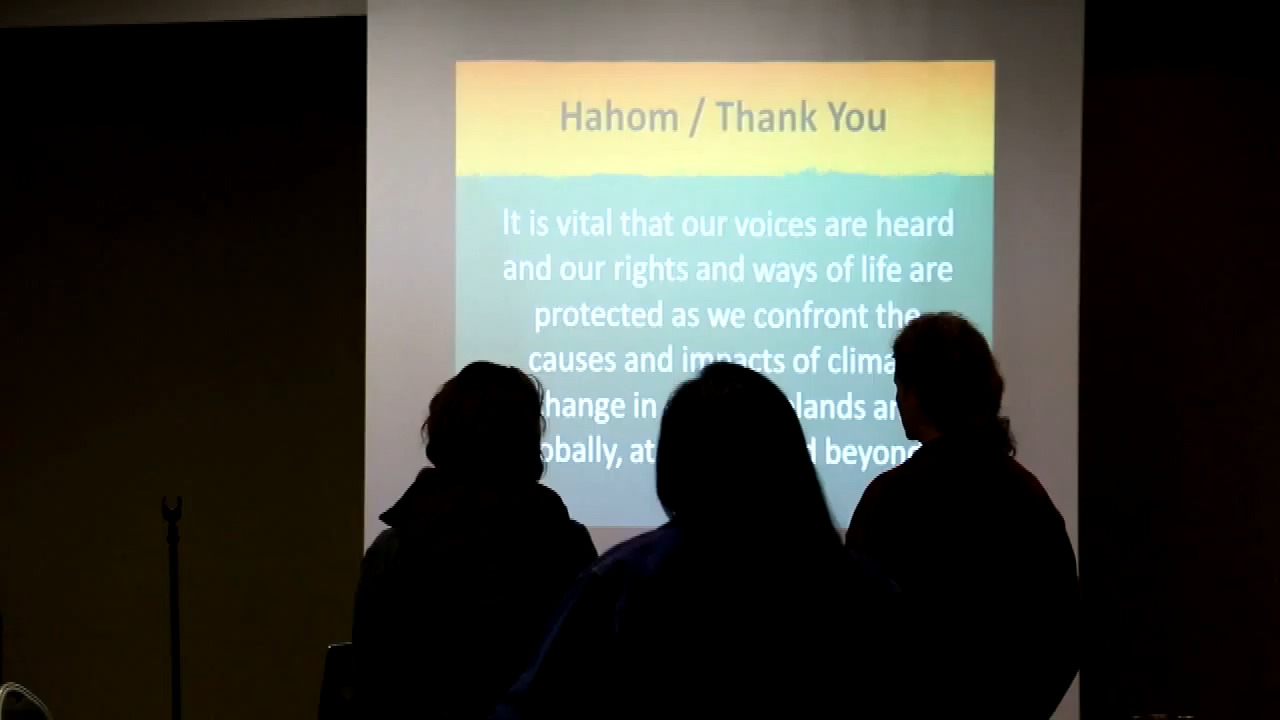 Hahom / Thank You
It is vital that our voices are heard
and our rights and ways of life are
protected as we confront the
causes and impacts of
in
at beyond